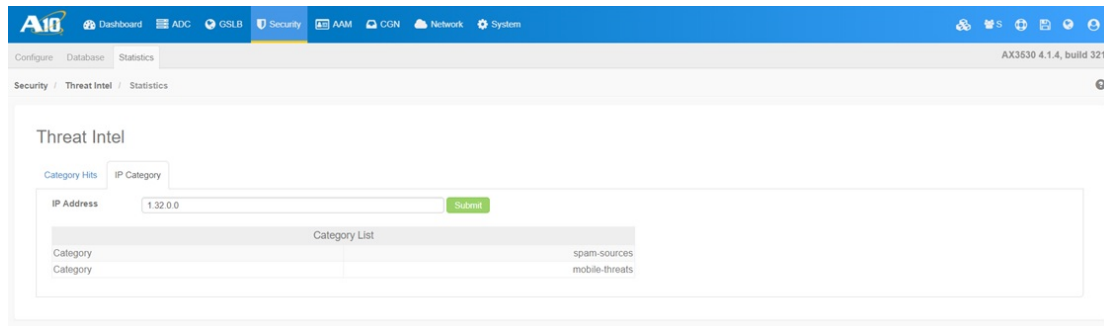 A10 Dashboard ADC GSLB Security AAM CGN Network System S
Configure Database Statistics AX3530 4.1.4, build 321
Security / Threat Intel / Statistics
Threat Intel
Category Hits IP Category
IP Address 1.32.0.0 Submit
Category List
Category spam-sources
Category mobile-threats